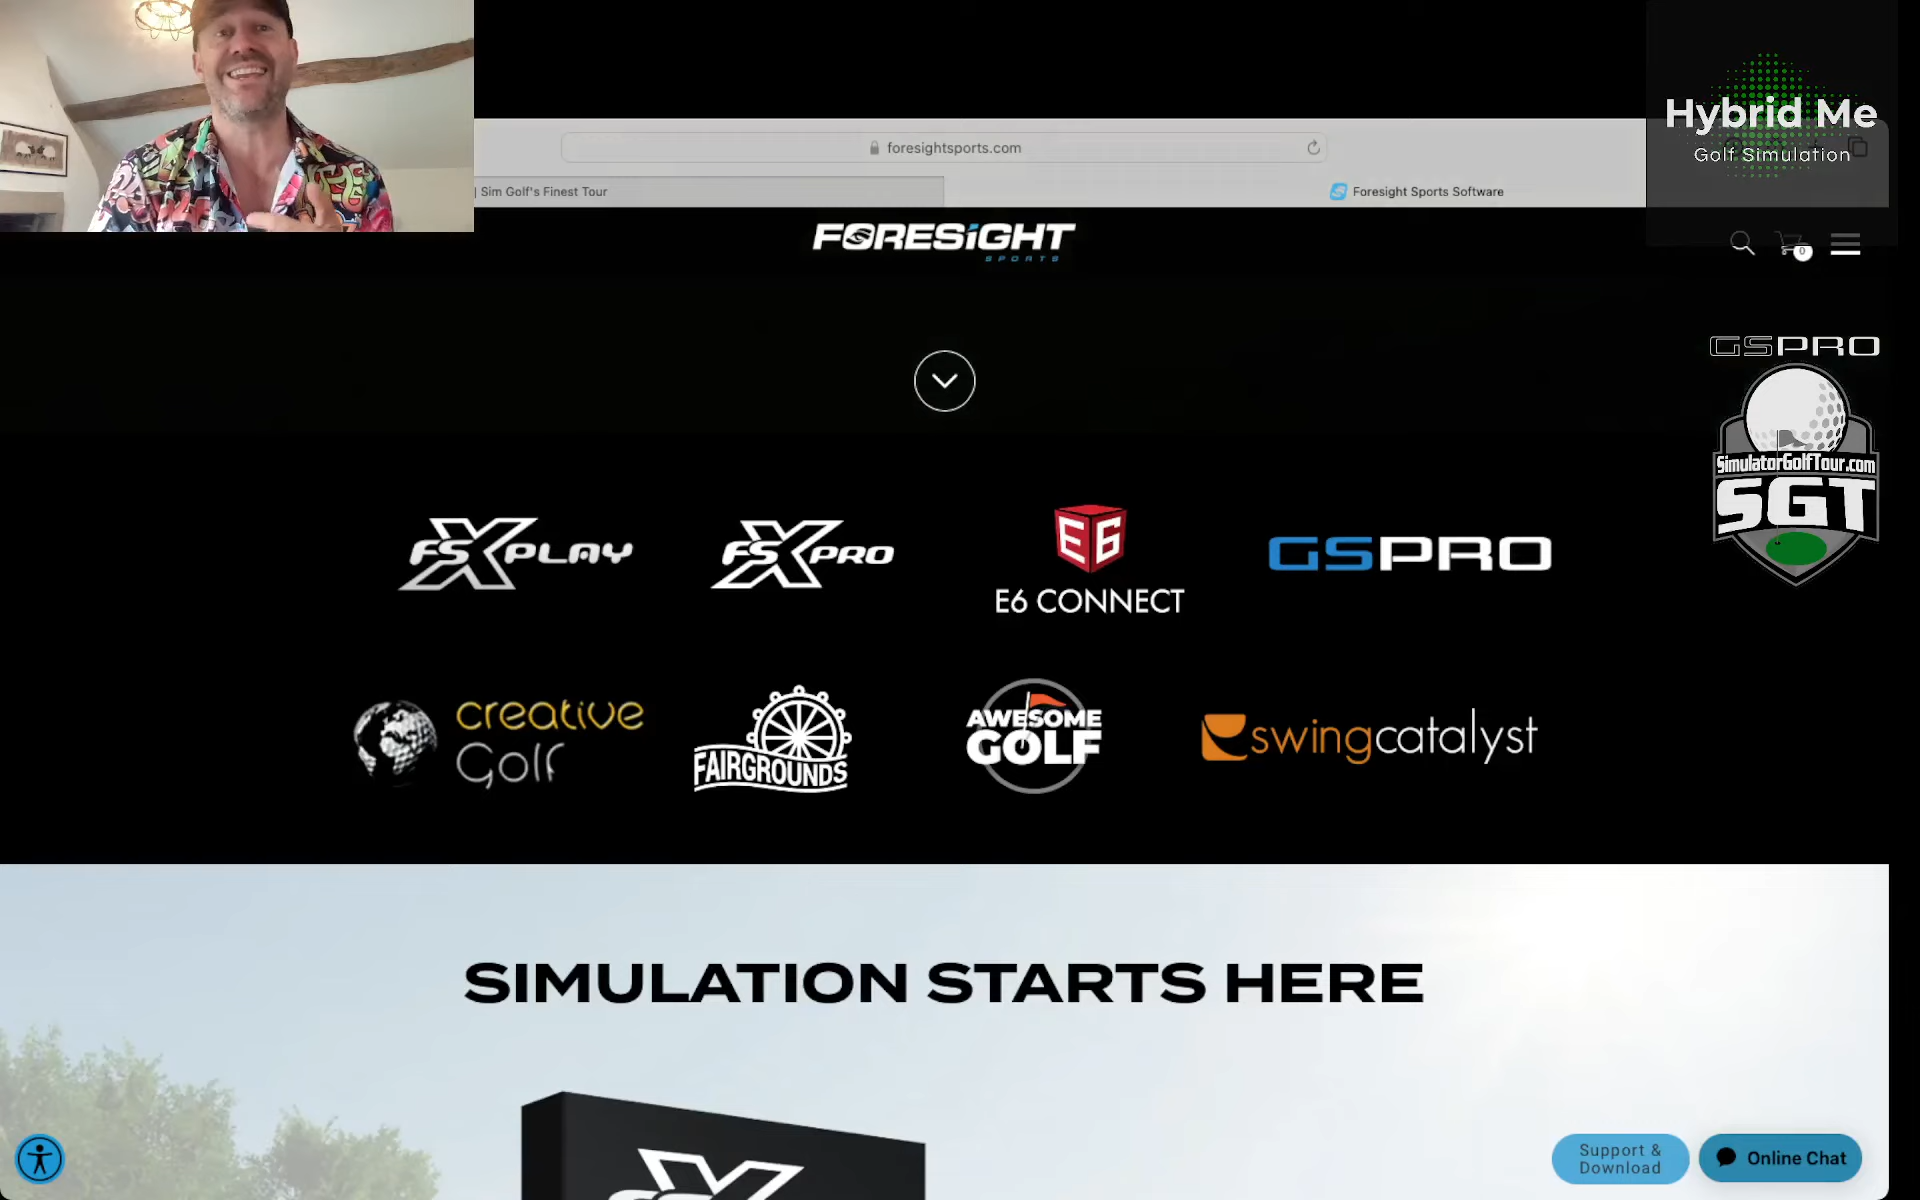 Hybrid Me
Golf Simulation
foresightsports.com
| Sim Golf's Finest Tour
Foresight Sports Software
FORESIGHT
SPORTS
0
GSPRO
SimulatorGolfTour.com
SGT
FSX PLAY
FSX PRO
E6
E6 CONNECT
GSPRO
creative
Golf
FAIRGROUNDS
AWESOME
GOLF
swingcatalyst
SIMULATION STARTS HERE
Support &
Download
Online Chat